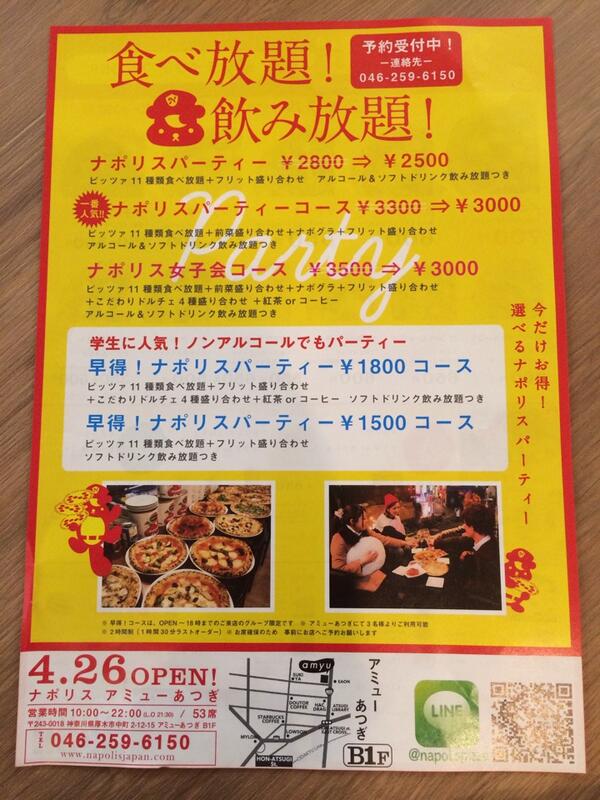 食べ放題！
予約受付中！
ー連絡先ー
046-259-6150
飲み放題！
ナポリスパーティー ￥2800 ⇒ ￥2500
ピッツァ 11 種類食べ放題＋フリット盛り合わせ アルコール＆ソフトドリンク飲み放題つき
一番人気!!
ナポリスパーティーコース ￥3300 ⇒ ￥3000
ピッツァ 11 種類食べ放題＋前菜盛り合わせ＋ナポグラ＋フリット盛り合わせ
アルコール＆ソフトドリンク飲み放題つき
Party
ナポリス女子会コース ￥3500 ⇒ ￥3000
ピッツァ 11 種類食べ放題＋前菜盛り合わせ＋ナポグラ＋フリット盛り合わせ
＋こだわりドルチェ 4 種盛り合わせ ＋紅茶 or コーヒー
アルコール＆ソフトドリンク飲み放題つき
今だけお得！
選べるナポリスパーティー
学生に人気！ノンアルコールでもパーティー
早得！ナポリスパーティー￥1800 コース
ピッツァ 11 種類食べ放題＋フリット盛り合わせ
＋こだわりドルチェ 4 種盛り合わせ ＋紅茶 or コーヒー ソフトドリンク飲み放題つき
早得！ナポリスパーティー￥1500 コース
ピッツァ 11 種類食べ放題＋フリット盛り合わせ
ソフトドリンク飲み放題つき
※ 早得！コースは、OPEN～18時までのご来店のグループ限定です ※ アミューあつぎにて 3 名様よりご利用可能
※ 2 時間制（1 時間 30 分ラストオーダー） ※ お席確保のため 事前にお店へご予約お願いします
4.26 OPEN!
ナポリス アミューあつぎ
営業時間 10:00～22:00 (L.O 21:30) / 53席
〒243-0018 神奈川県厚木市中町 2-12-15 アミューあつぎ B1F
TEL 046-259-6150
www.napolisjapan.com
amyu
SUKIYA
EAON
DOUTOR COFFEE
HAC DRAG
ATSUGI LIBRARY
STARBUCKS COFFEE
LAWSON
MYLORD
HON-ATSUGI St.
アミューあつぎ
B1F
LINE